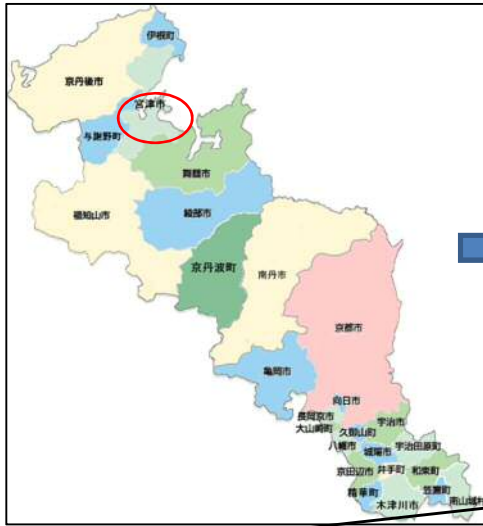 伊根町
京丹後市
宮津市
与謝野町
舞鶴市
福知山市
綾部市
京丹波町
南丹市
京都市
亀岡市
向日市
長岡京市
大山崎町
宇治市
久御山町
八幡市
宇治田原町
城陽市
京田辺市
井手町
和束町
精華町
笠置町
南山城村
木津川市